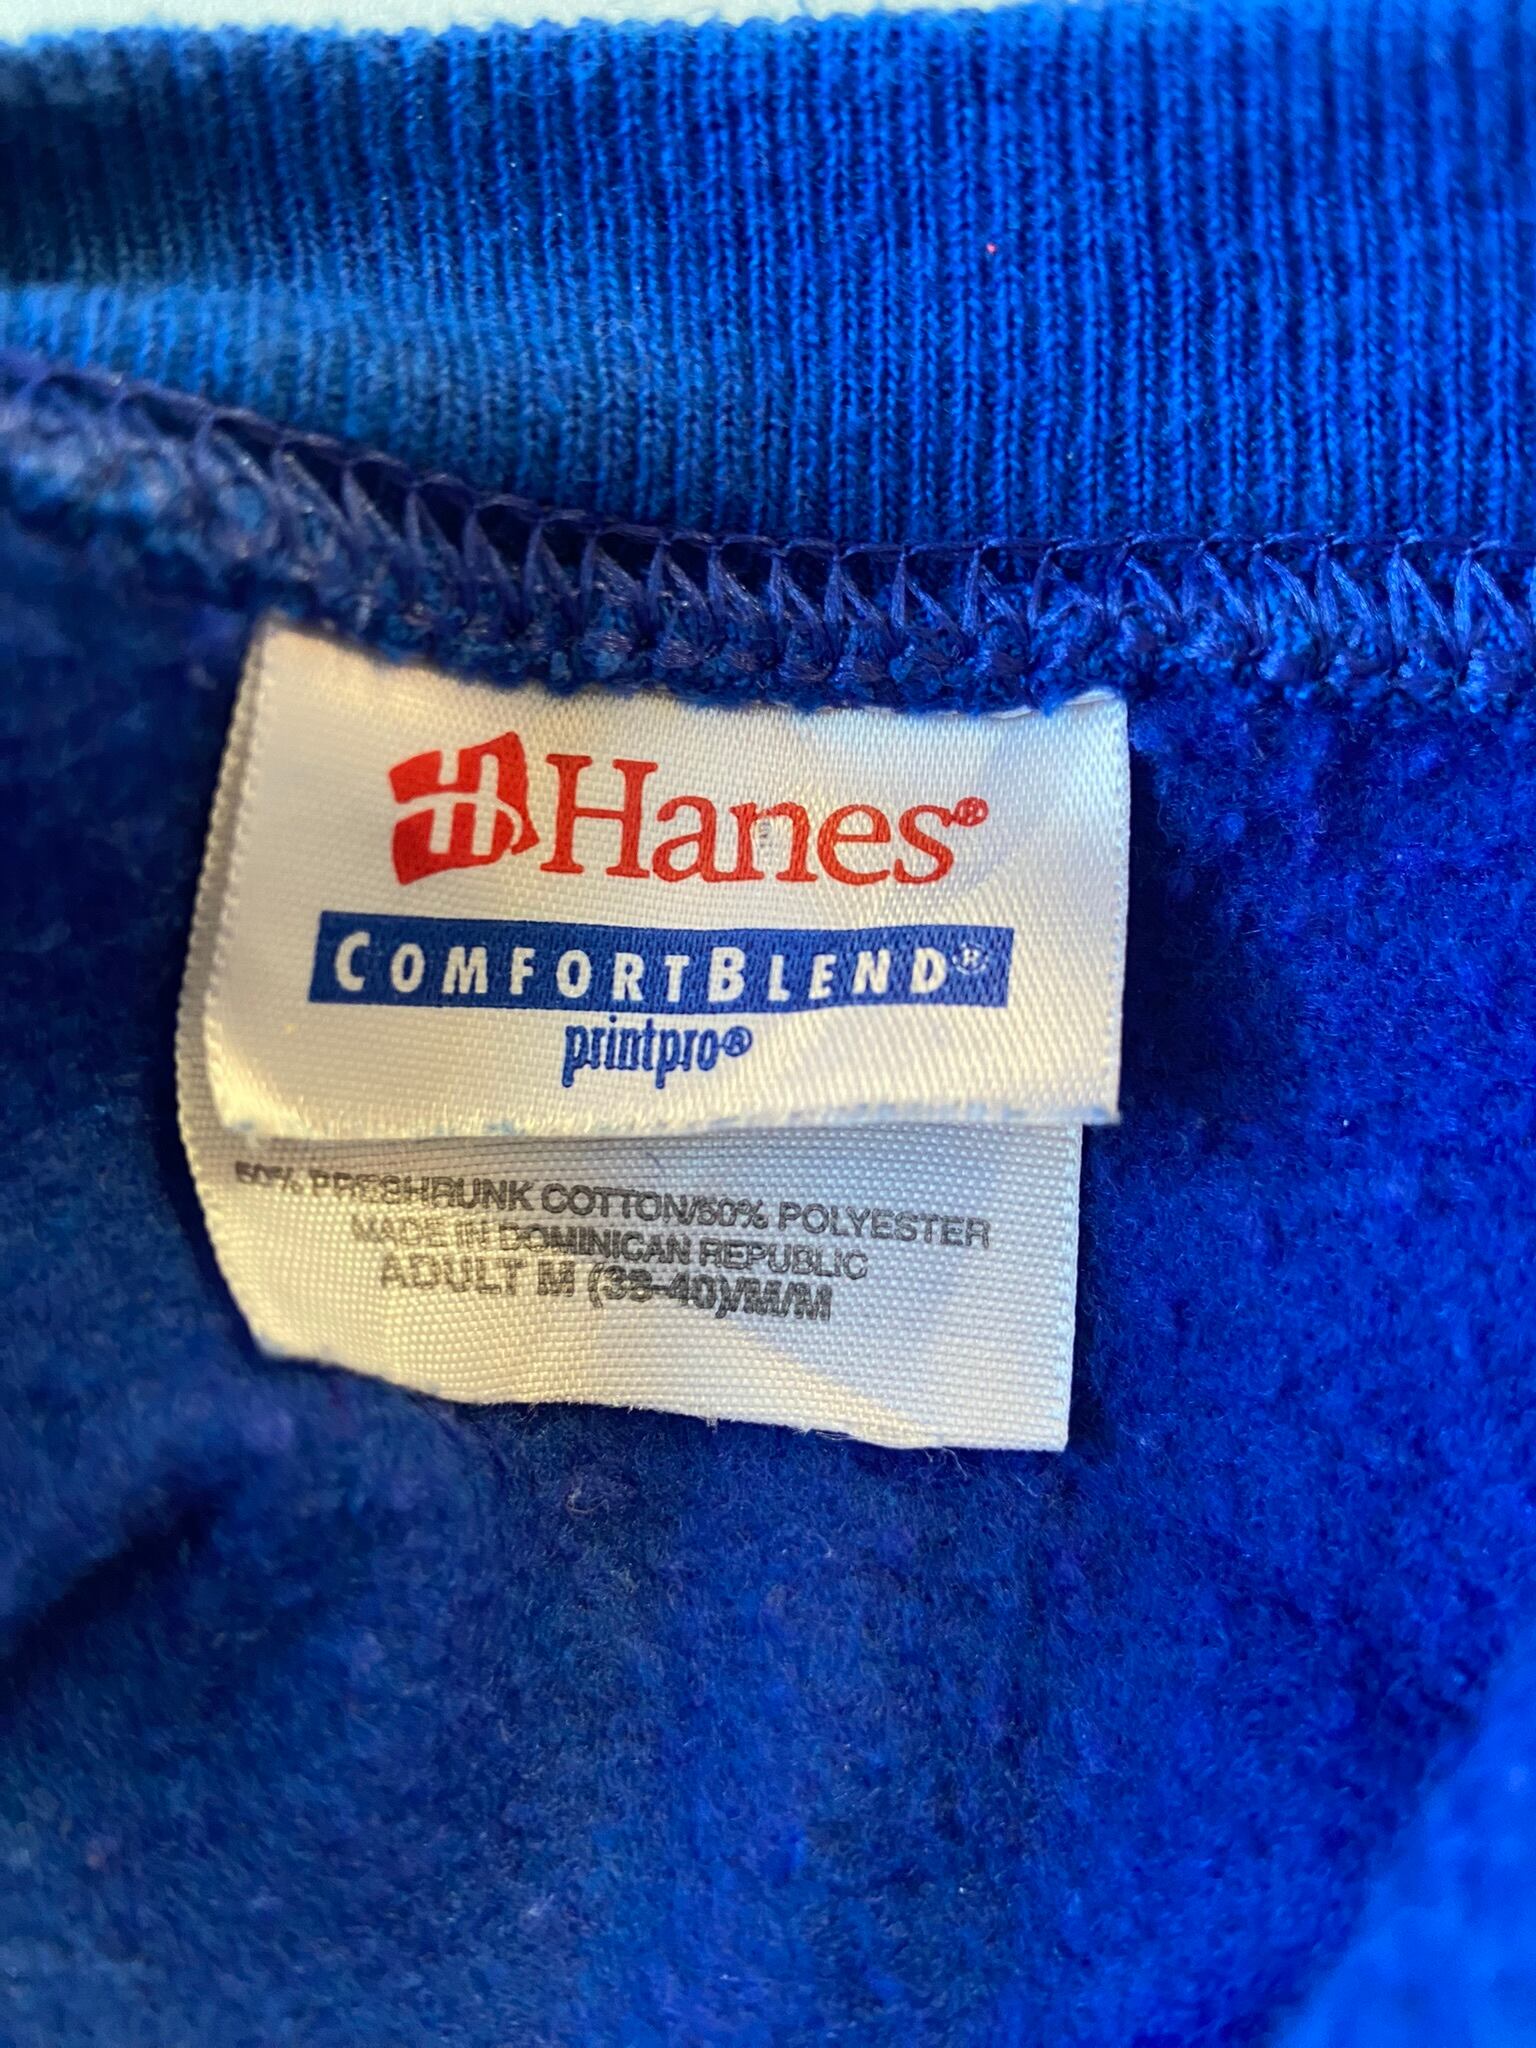 Hanes®
COMFORTBLEND®
printpro®
50% PRESHRUNK COTTON/50% POLYESTER
MADE IN DOMINICAN REPUBLIC
ADULT M (38-40)/M/M